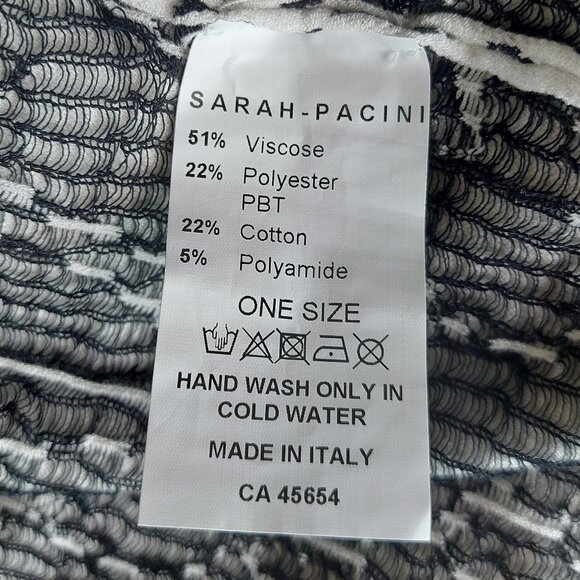 SARAH-PACINI
51% Viscose
22% Polyester
PBT
22% Cotton
5% Polyamide
ONE SIZE
HAND WASH ONLY IN
COLD WATER
MADE IN ITALY
CA 45654